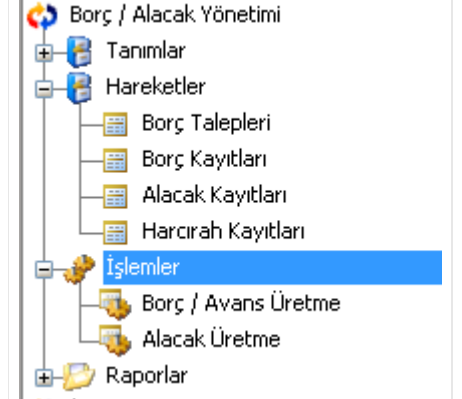 Borç / Alacak Yönetimi
Tanımlar
Hareketler
Borç Talepleri
Borç Kayıtları
Alacak Kayıtları
Harcırah Kayıtları
İşlemler
Borç / Avans Üretme
Alacak Üretme
Raporlar